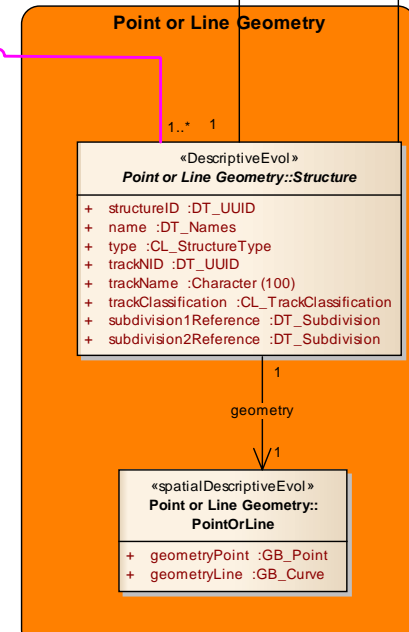 Point or Line Geometry
1..* 1
«DescriptiveEvol»
Point or Line Geometry::Structure
+ structureID :DT_UUID
+ name :DT_Names
+ type :CL_StructureType
+ trackNID :DT_UUID
+ trackName :Character (100)
+ trackClassification :CL_TrackClassification
+ subdivision1Reference :DT_Subdivision
+ subdivision2Reference :DT_Subdivision
1
geometry
1
«spatialDescriptiveEvol»
Point or Line Geometry::
PointOrLine
+ geometryPoint :GB_Point
+ geometryLine :GB_Curve